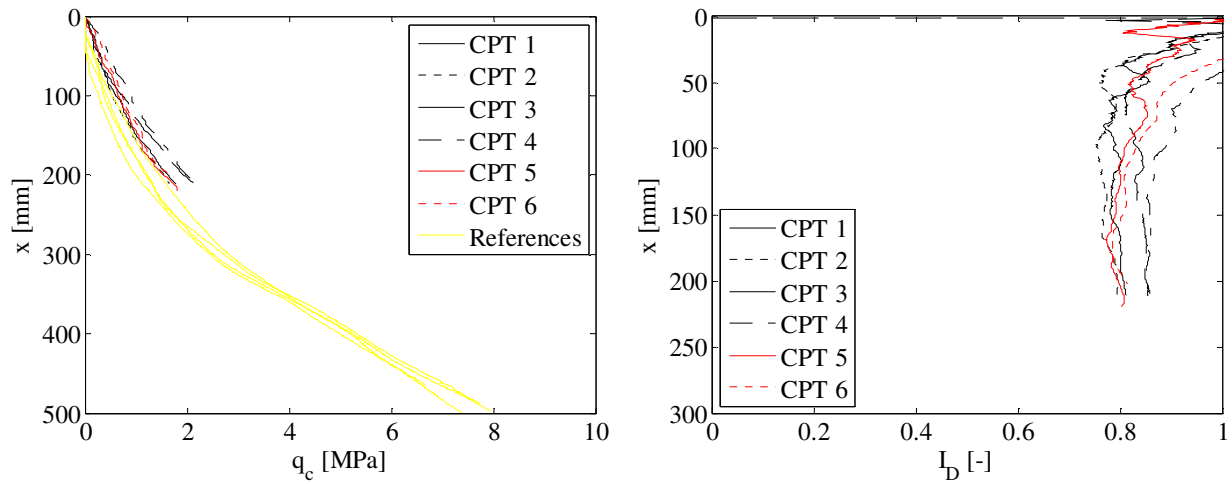 0
100
200
300
400
500
x [mm]
0 2 4 6 8 10
q_c [MPa]
CPT 1
CPT 2
CPT 3
CPT 4
CPT 5
CPT 6
References
0
50
100
150
200
250
300
x [mm]
0 0.2 0.4 0.6 0.8 1
I_D [-]
CPT 1
CPT 2
CPT 3
CPT 4
CPT 5
CPT 6